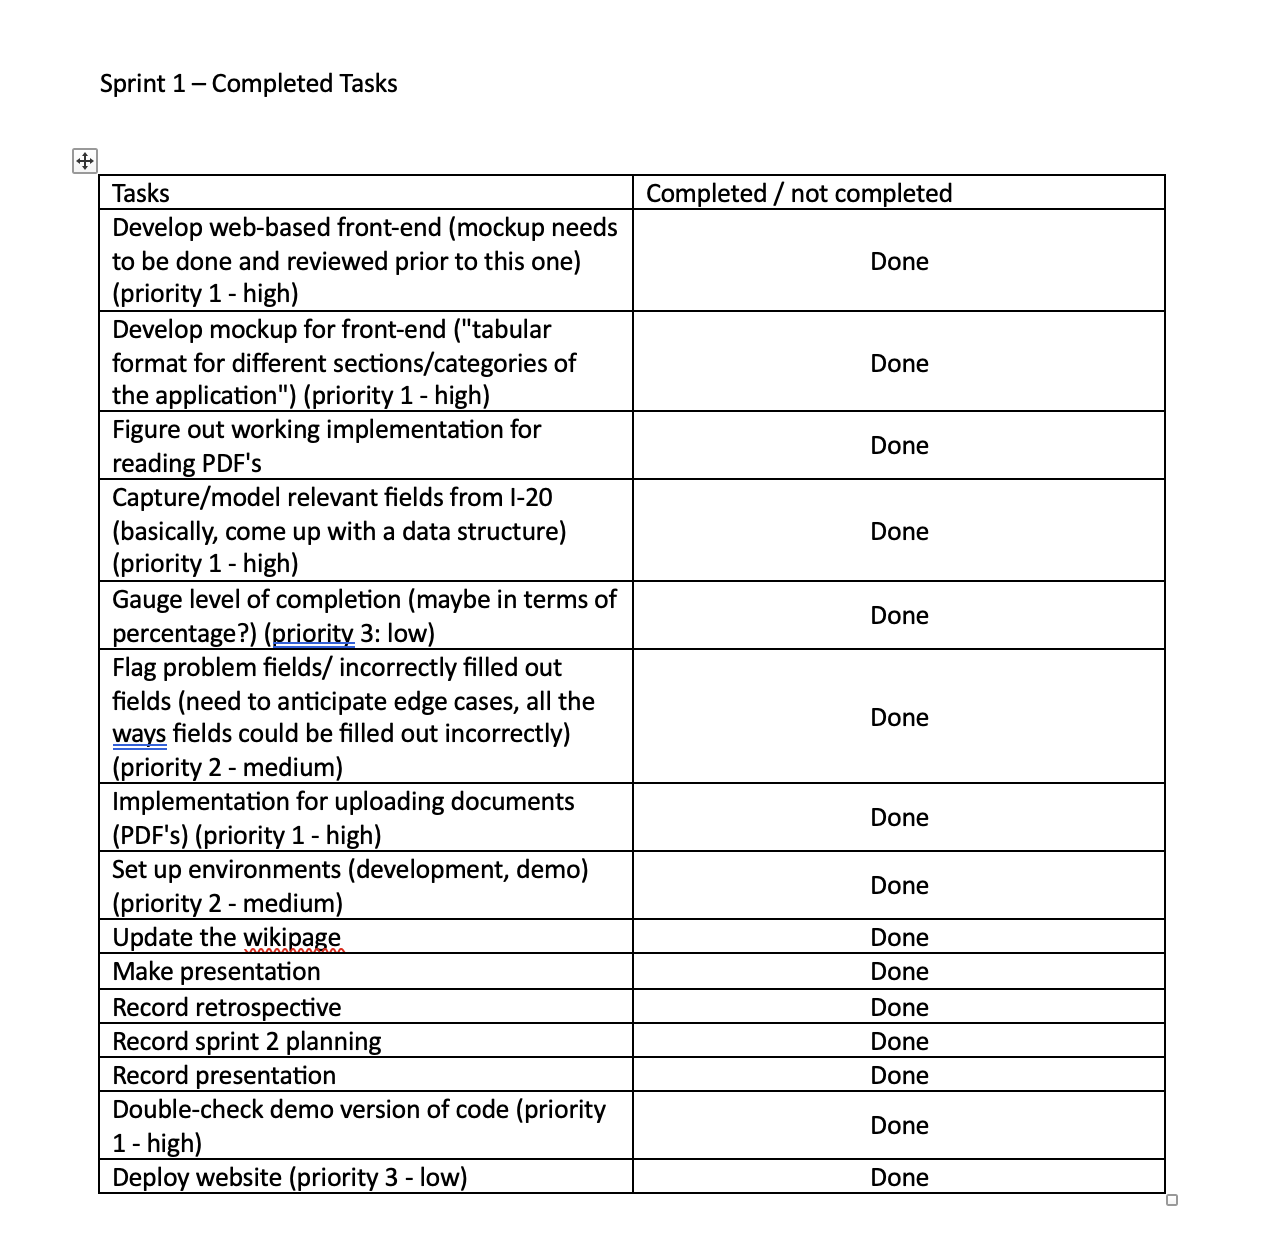 Sprint 1 – Completed Tasks
Tasks
Completed / not completed
Develop web-based front-end (mockup needs
to be done and reviewed prior to this one)
(priority 1 - high)
Done
Develop mockup for front-end ("tabular
format for different sections/categories of
the application") (priority 1 - high)
Done
Figure out working implementation for
reading PDF's
Done
Capture/model relevant fields from I-20
(basically, come up with a data structure)
(priority 1 - high)
Done
Gauge level of completion (maybe in terms of
percentage?) (priority 3: low)
Done
Flag problem fields/ incorrectly filled out
fields (need to anticipate edge cases, all the
ways fields could be filled out incorrectly)
(priority 2 - medium)
Done
Implementation for uploading documents
(PDF's) (priority 1 - high)
Done
Set up environments (development, demo)
(priority 2 - medium)
Done
Update the wikipage
Done
Make presentation
Done
Record retrospective
Done
Record sprint 2 planning
Done
Record presentation
Done
Double-check demo version of code (priority
1 - high)
Done
Deploy website (priority 3 - low)
Done